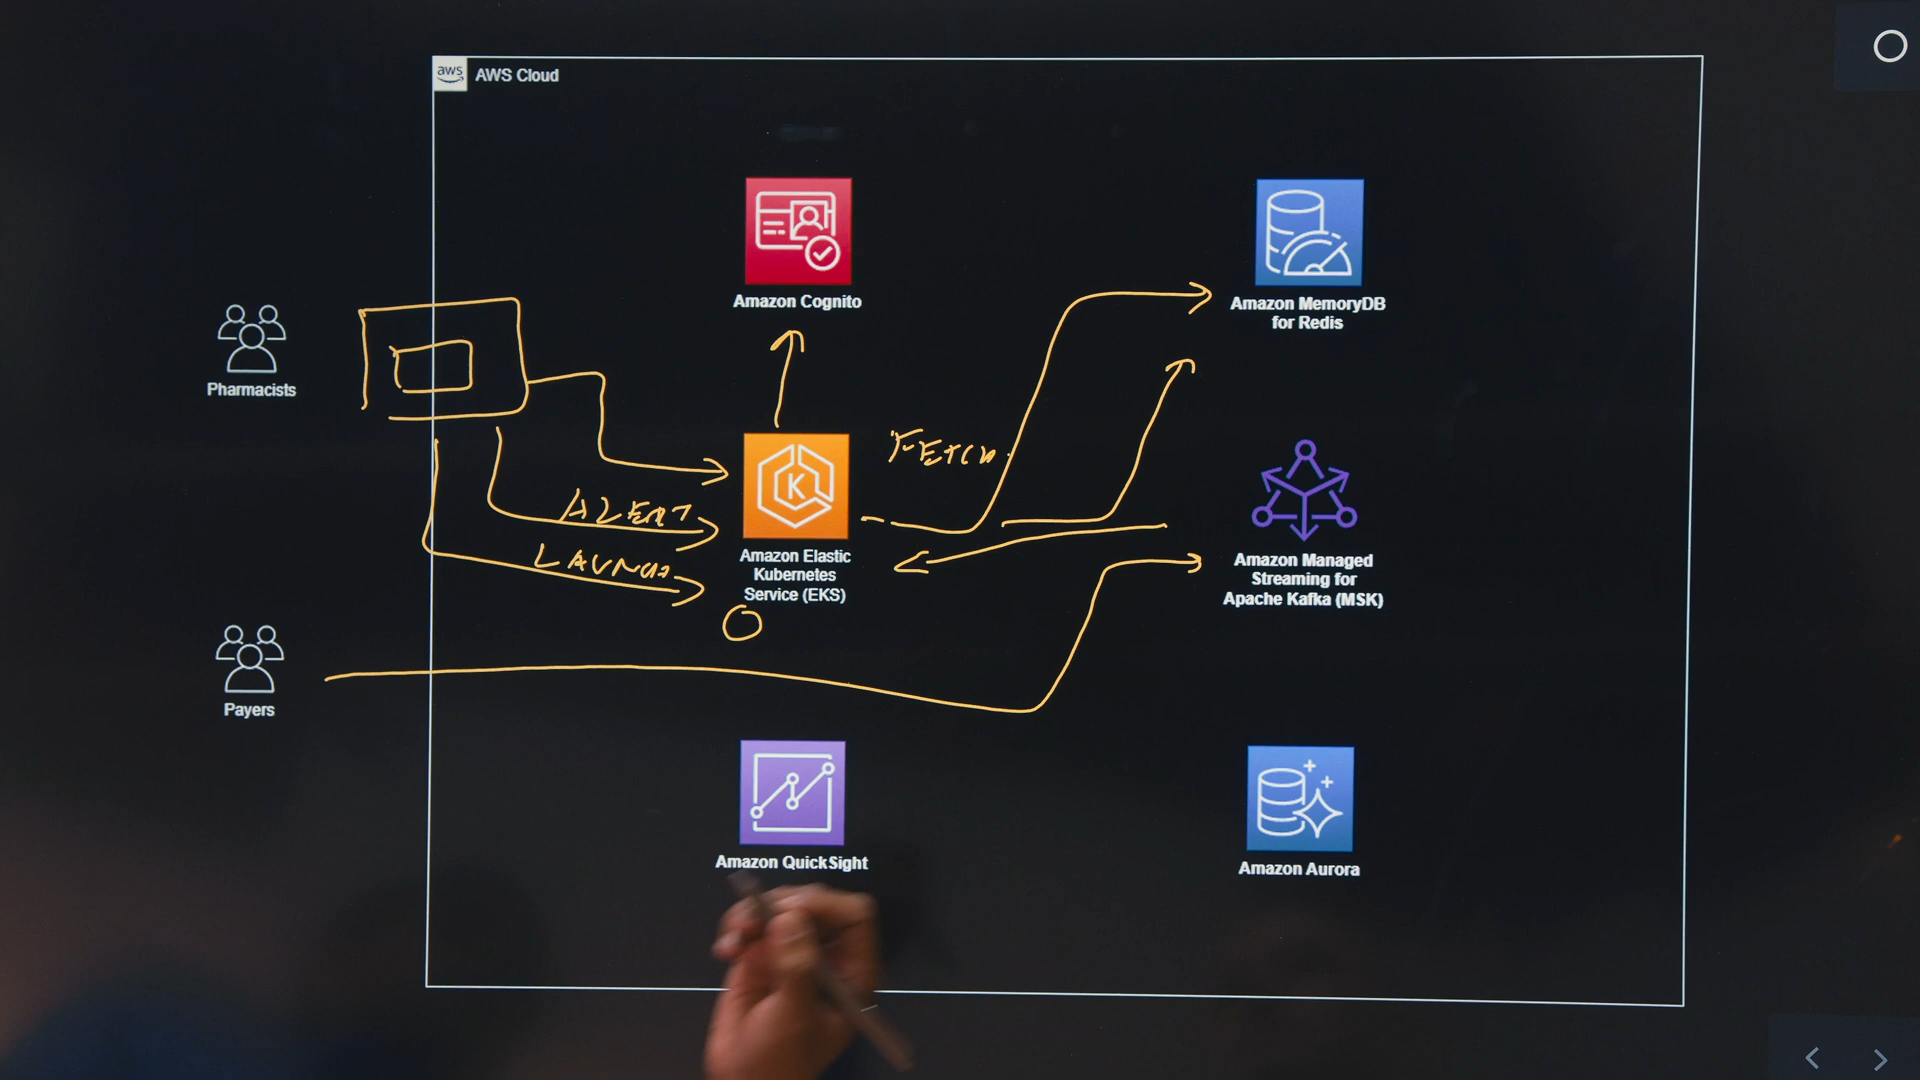 aws
AWS Cloud
Amazon Cognito
Amazon MemoryDB
for Redis
Pharmacists
FETCH
ALERT
LAUNCH
Amazon Elastic
Kubernetes
Service (EKS)
Amazon Managed
Streaming for
Apache Kafka (MSK)
Payers
Amazon QuickSight
Amazon Aurora